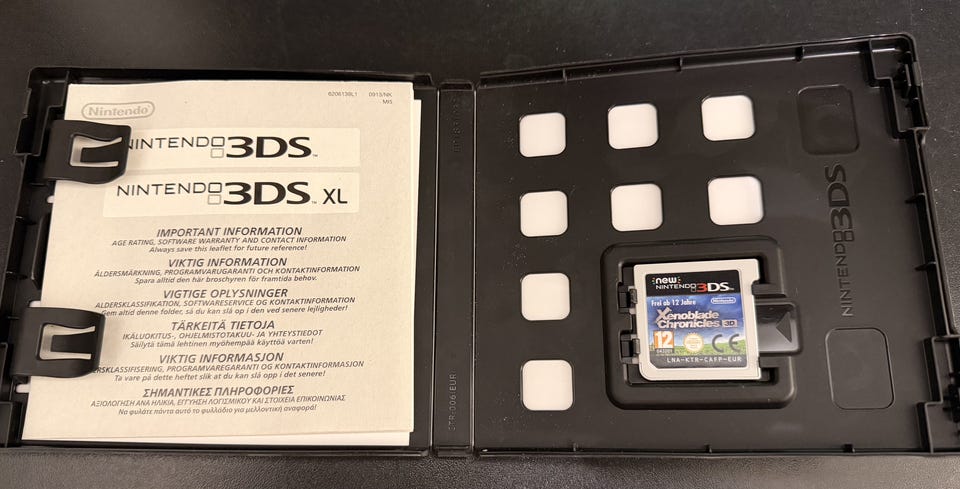 6206139L1 0913/NK
MIS
Nintendo
NINTENDO 3DS™
NINTENDO 3DS XL
IMPORTANT INFORMATION
AGE RATING, SOFTWARE WARRANTY AND CONTACT INFORMATION
Always save this leaflet for future reference!
VIKTIG INFORMATION
ÅLDERSMÄRKNING, PROGRAMVARUGARANTI OCH KONTAKTINFORMATION
Spara alltid den här broschyren för framtida behov.
VIGTIGE OPLYSNINGER
ALDERSKLASSIFIKATION, SOFTWARESERVICE OG KONTAKTINFORMATION
Gem altid denne folder, så du kan slå op i den ved senere lejligheder!
TÄRKEITÄ TIETOJA
IKÄLUOKITUS-, OHJELMISTOTAKUU- JA YHTEYSTIEDOT
Säilytä tämä lehtinen myöhempää käyttöä varten!
VIKTIG INFORMASJON
KLASSIFISERING, PROGRAMVAREGARANTI OG KONTAKTINFORMASJON
Ta vare på dette heftet slik at du kan slå opp i det senere!
ΣΗΜΑΝΤΙΚΕΣ ΠΛΗΡΟΦΟΡΙΕΣ
ΑΞΙΟΛΟΓΗΣΗ ΑΝΑ ΗΛΙΚΙΑ, ΕΓΓΥΗΣΗ ΛΟΓΙΣΜΙΚΟΥ ΚΑΙ ΣΤΟΙΧΕΙΑ ΕΠΙΚΟΙΝΩΝΙΑΣ
Να φυλάτε πάντα αυτό το φυλλάδιο για μελλοντική αναφορά!
CTR-006(EUR)
new
NINTENDO 3DS™
Frei ab 12 Jahre
Nintendo
Xenoblade
Chronicles 3D
12
CE
LNA-KTR-CAFP-EUR
NINTENDO 3DS